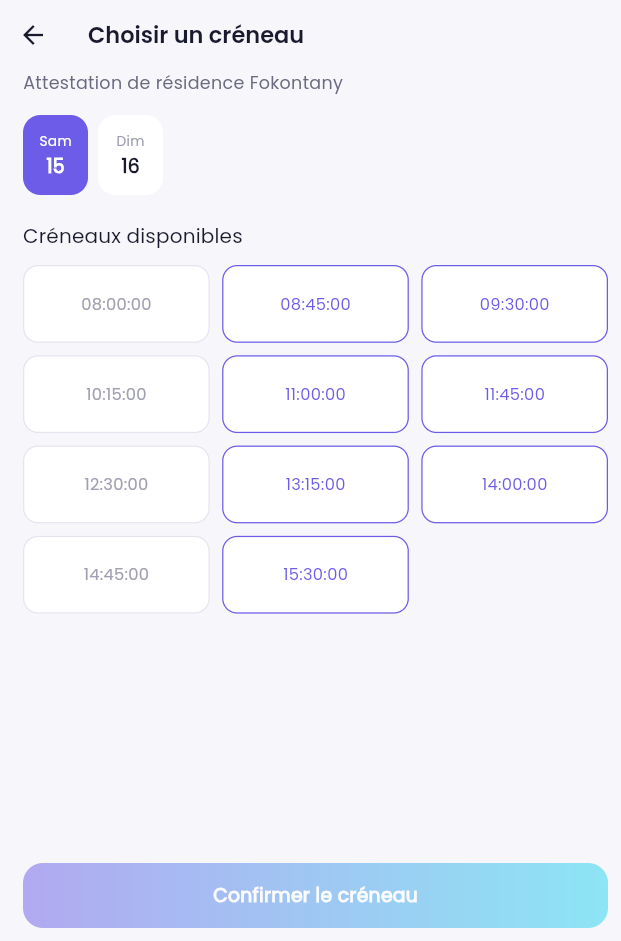 Choisir un créneau
Attestation de résidence Fokontany
Sam Dim
15 16
Créneaux disponibles
08:00:00 08:45:00 09:30:00
10:15:00 11:00:00 11:45:00
12:30:00 13:15:00 14:00:00
14:45:00 15:30:00
Confirmer le créneau